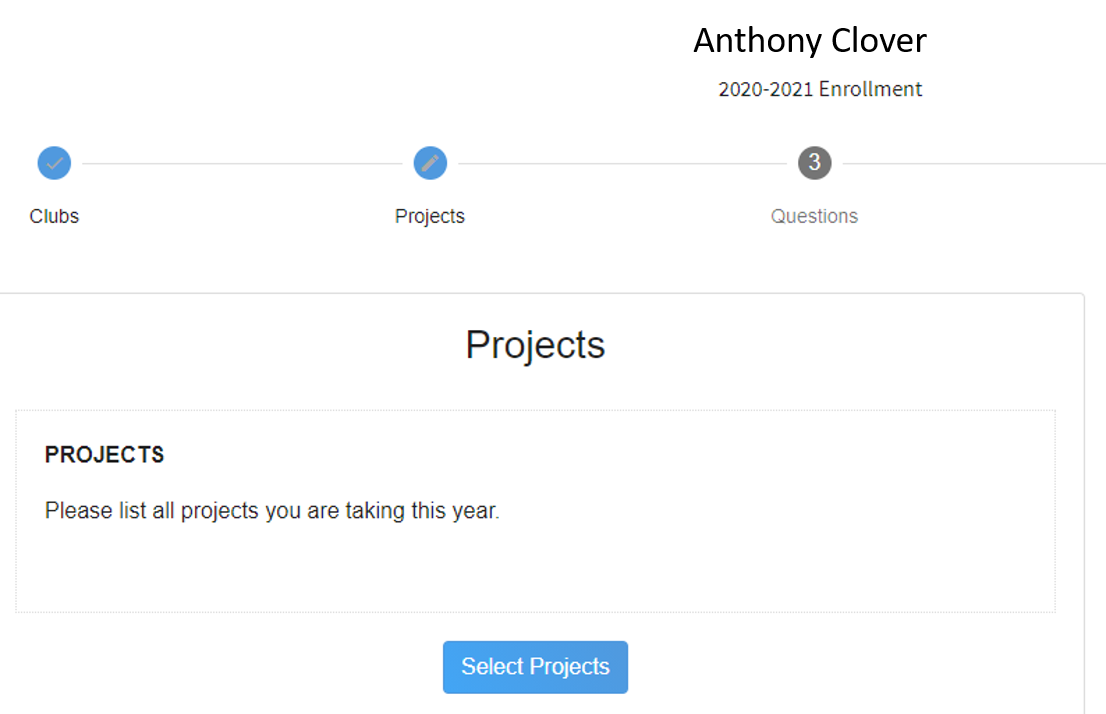 Anthony Clover
2020-2021 Enrollment
3
Clubs
Projects
Questions
Projects
PROJECTS
Please list all projects you are taking this year.
Select Projects